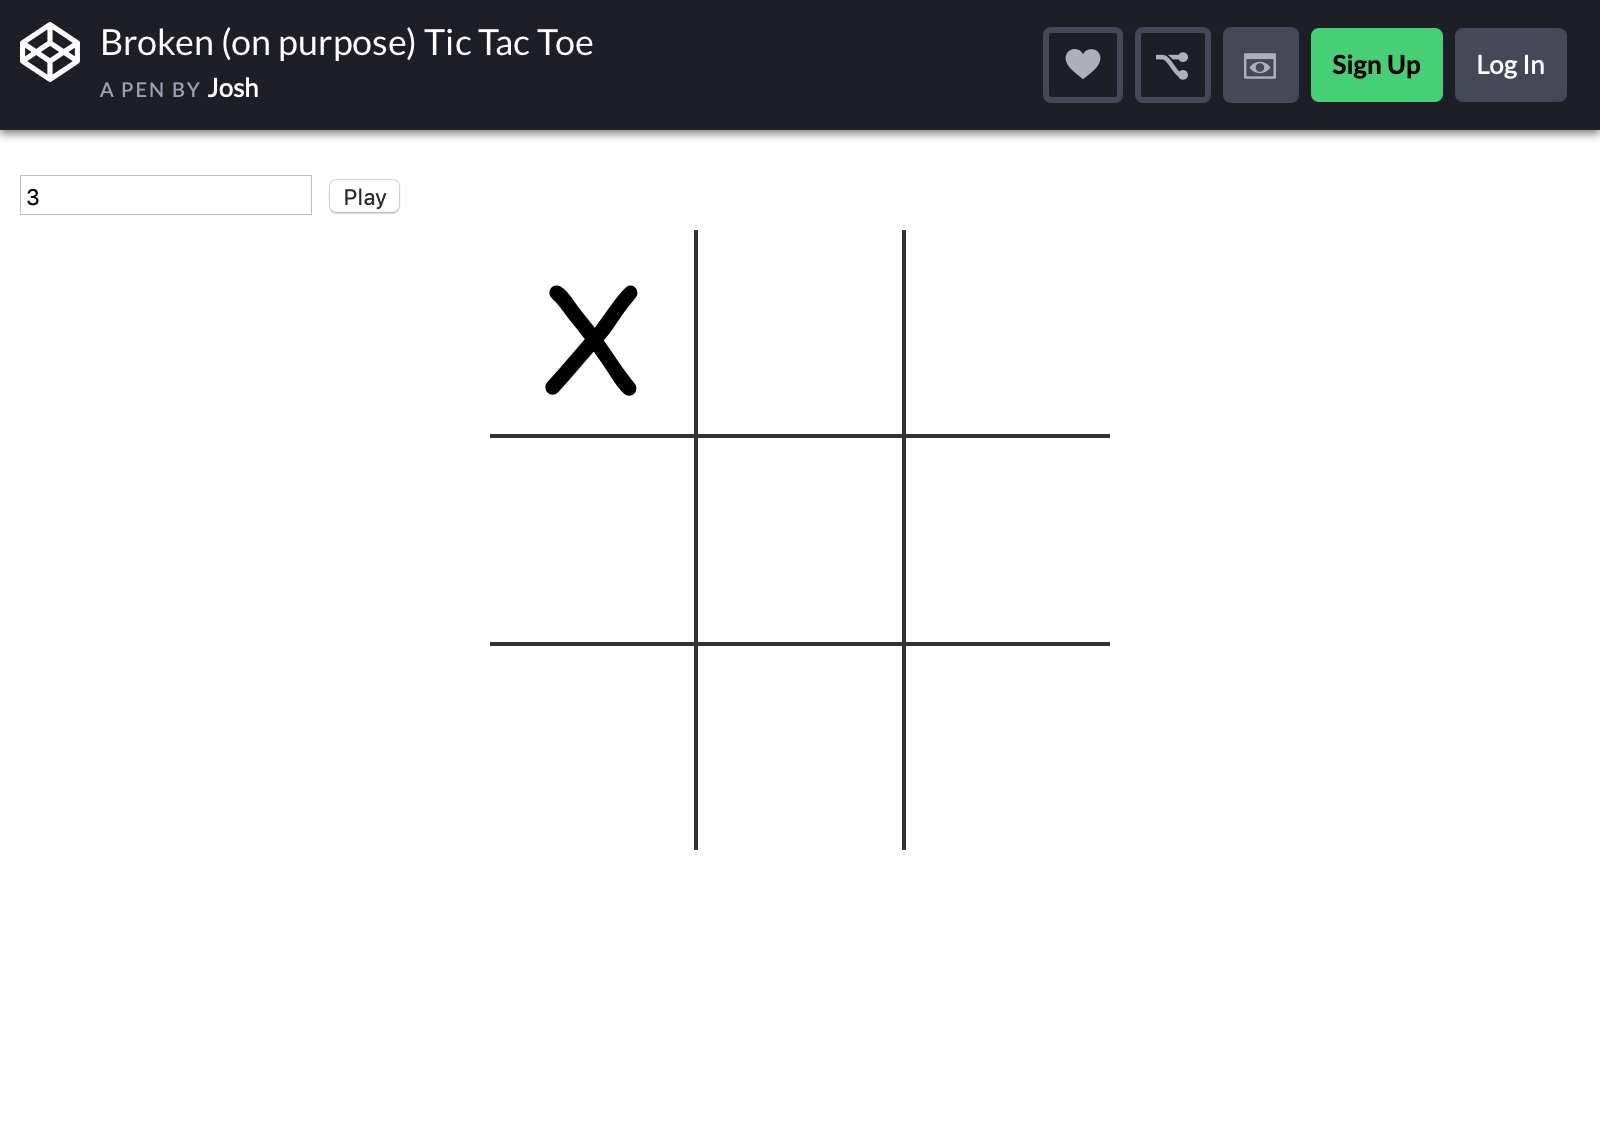 Broken (on purpose) Tic Tac Toe
A PEN BY Josh
Sign Up
Log In
3
Play
X